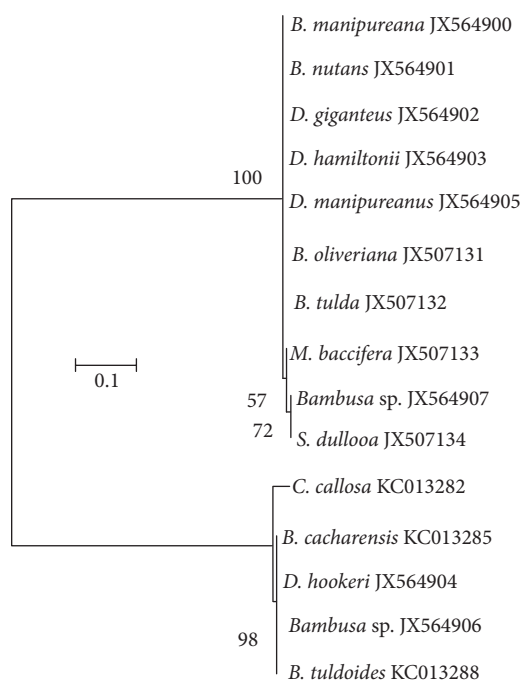 B. manipureana JX564900
B. nutans JX564901
D. giganteus JX564902
D. hamiltonii JX564903
100
D. manipureanus JX564905
B. oliveriana JX507131
B. tulda JX507132
M. baccifera JX507133
0.1
57
Bambusa sp. JX564907
72
S. dullooa JX507134
C. callosa KC013282
B. cacharensis KC013285
D. hookeri JX564904
Bambusa sp. JX564906
98
B. tuldoides KC013288